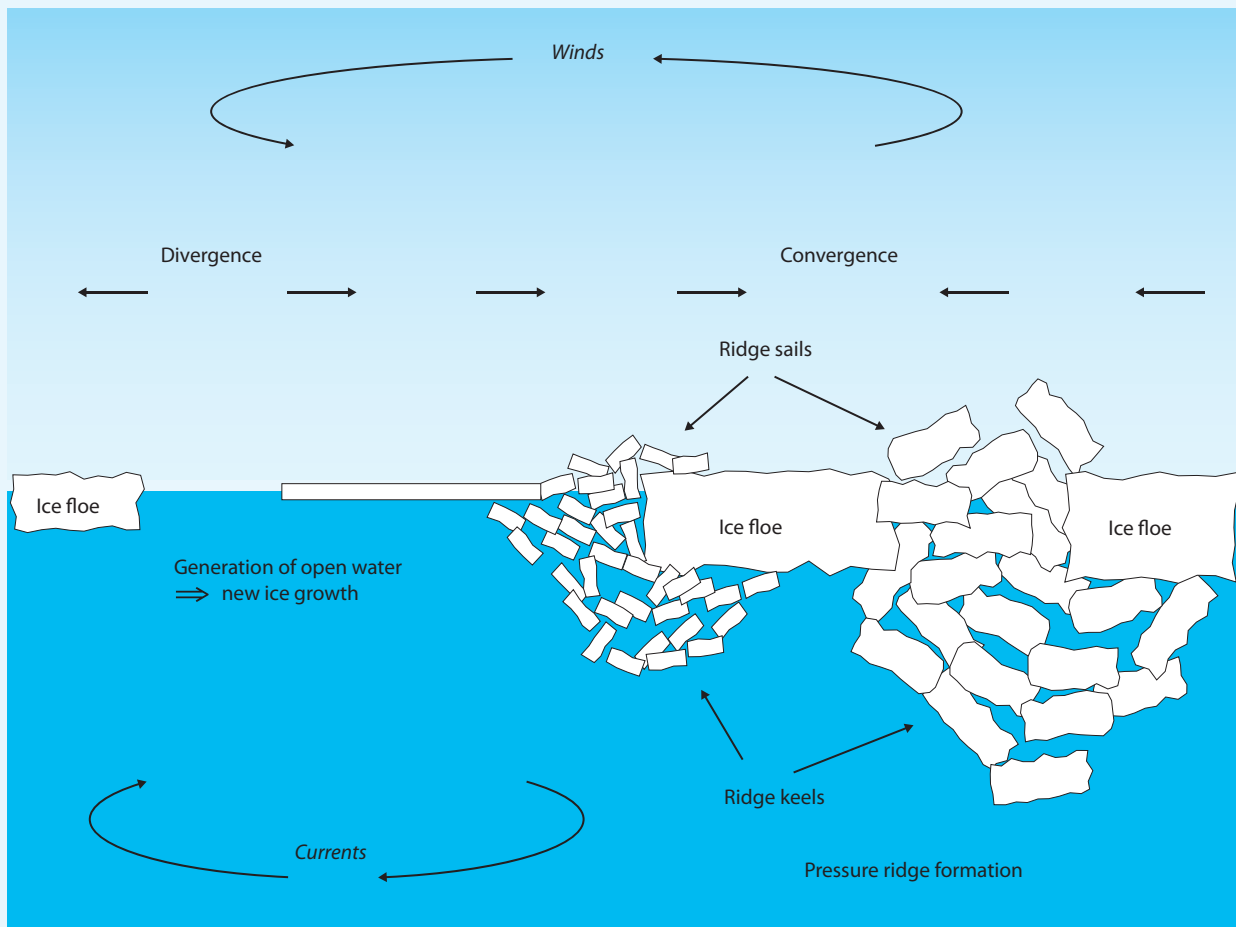 Winds
Divergence
Convergence
Ridge sails
Ice floe
Ice floe
Ice floe
Generation of open water
⇒ new ice growth
Ridge keels
Currents
Pressure ridge formation